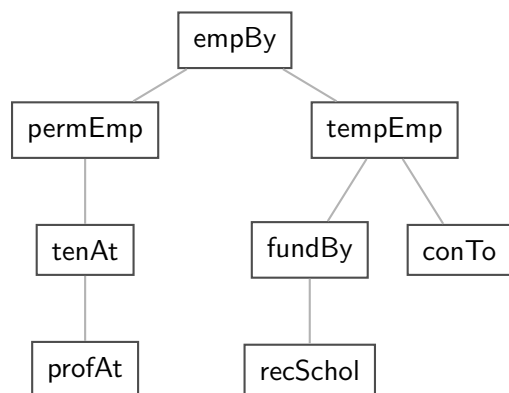 empBy
permEmp
tempEmp
tenAt
fundBy
conTo
profAt
recSchol